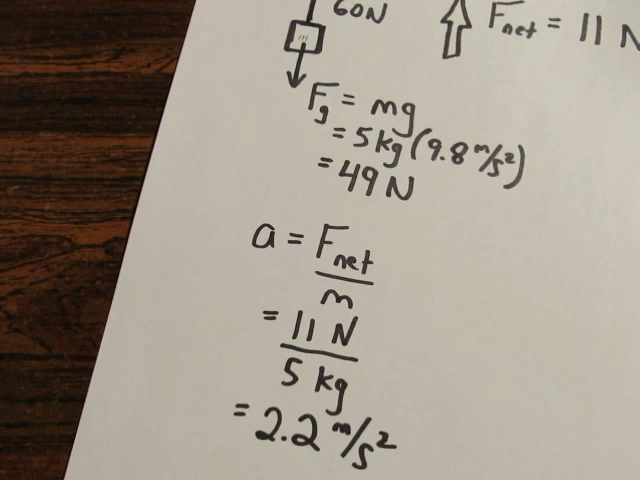 60N
Fnet = 11 N
m
Fg = mg
= 5 kg (9.8 m/s²)
= 49 N
a = Fnet
m
= 11 N
5 kg
= 2.2 m/s²